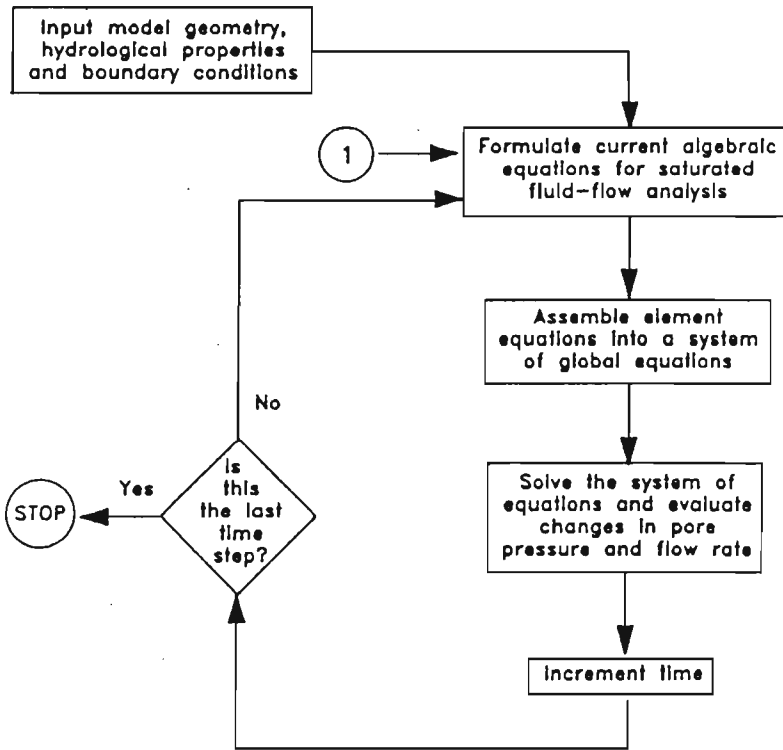 Input model geometry,
hydrological properties
and boundary conditions
1
Formulate current algebraic
equations for saturated
fluid-flow analysis
Assemble element
equations into a system
of global equations
No
Is
this
the last
time
step?
Yes
STOP
Solve the system of
equations and evaluate
changes in pore
pressure and flow rate
Increment time